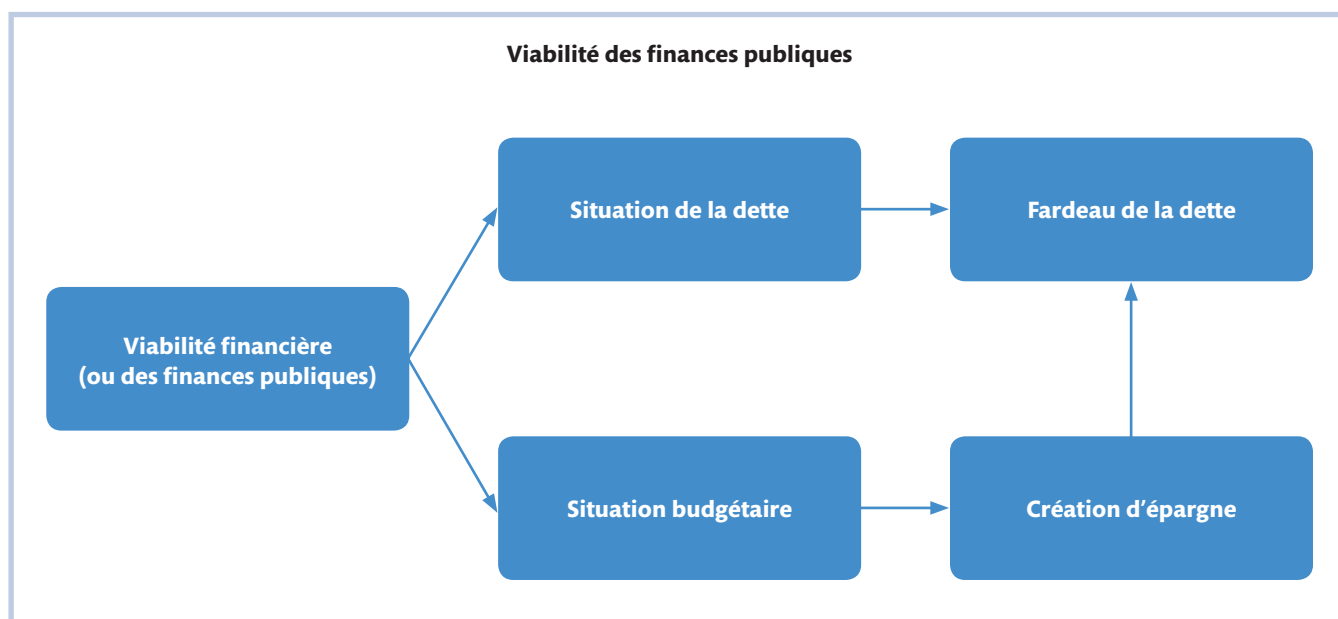 Viabilité des finances publiques
Situation de la dette
Fardeau de la dette
Viabilité financière
(ou des finances publiques)
Situation budgétaire
Création d’épargne